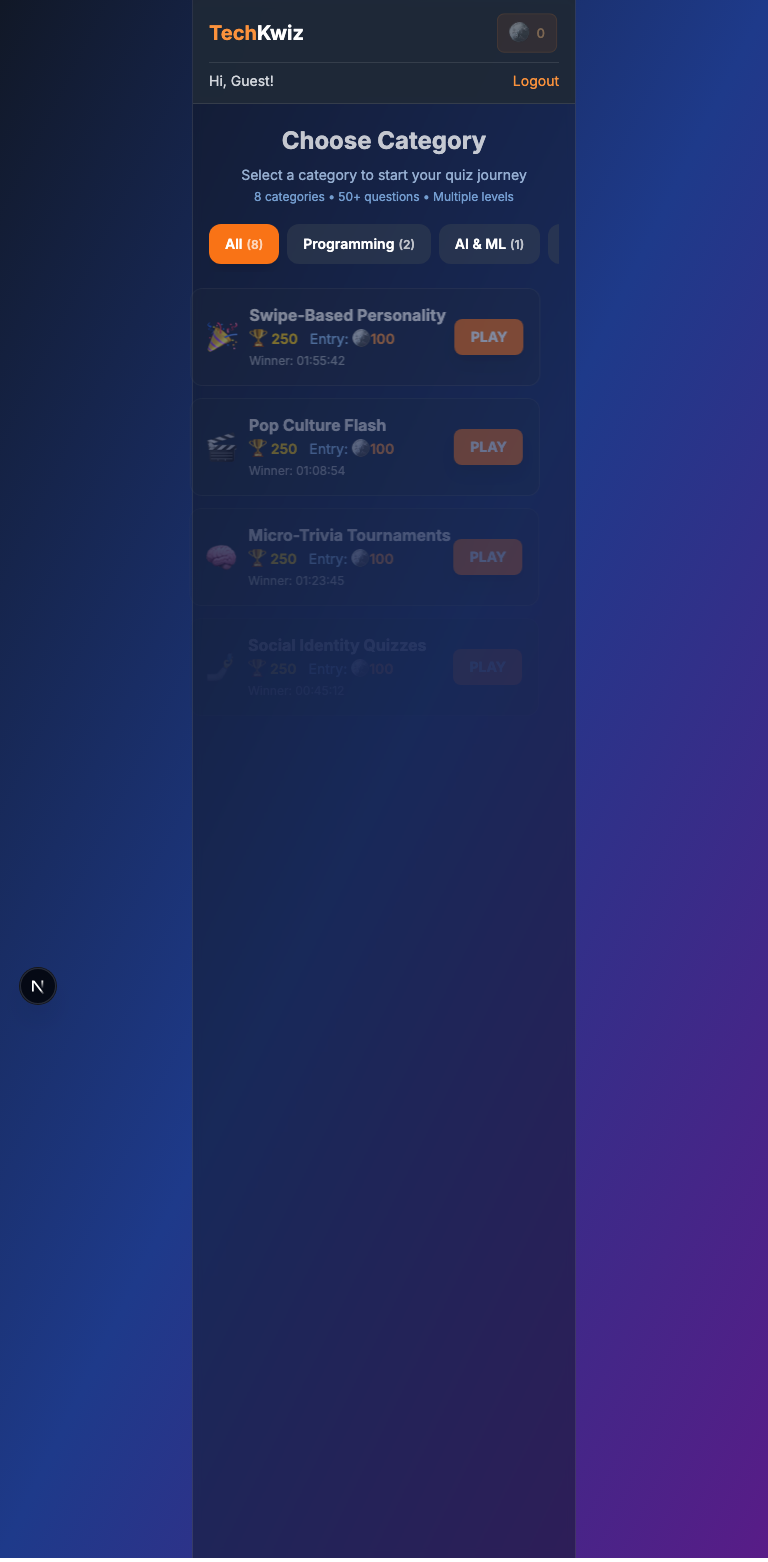 TechKwiz
0
Hi, Guest!
Logout
Choose Category
Select a category to start your quiz journey
8 categories • 50+ questions • Multiple levels
All (8)
Programming (2)
AI & ML (1)
Swipe-Based Personality
🏆 250 Entry: 🪙100
Winner: 01:55:42
PLAY
Pop Culture Flash
🏆 250 Entry: 🪙100
Winner: 01:08:54
PLAY
Micro-Trivia Tournaments
🏆 250 Entry: 🪙100
Winner: 01:23:45
PLAY
Social Identity Quizzes
🏆 250 Entry: 🪙100
Winner: 00:45:12
PLAY
N